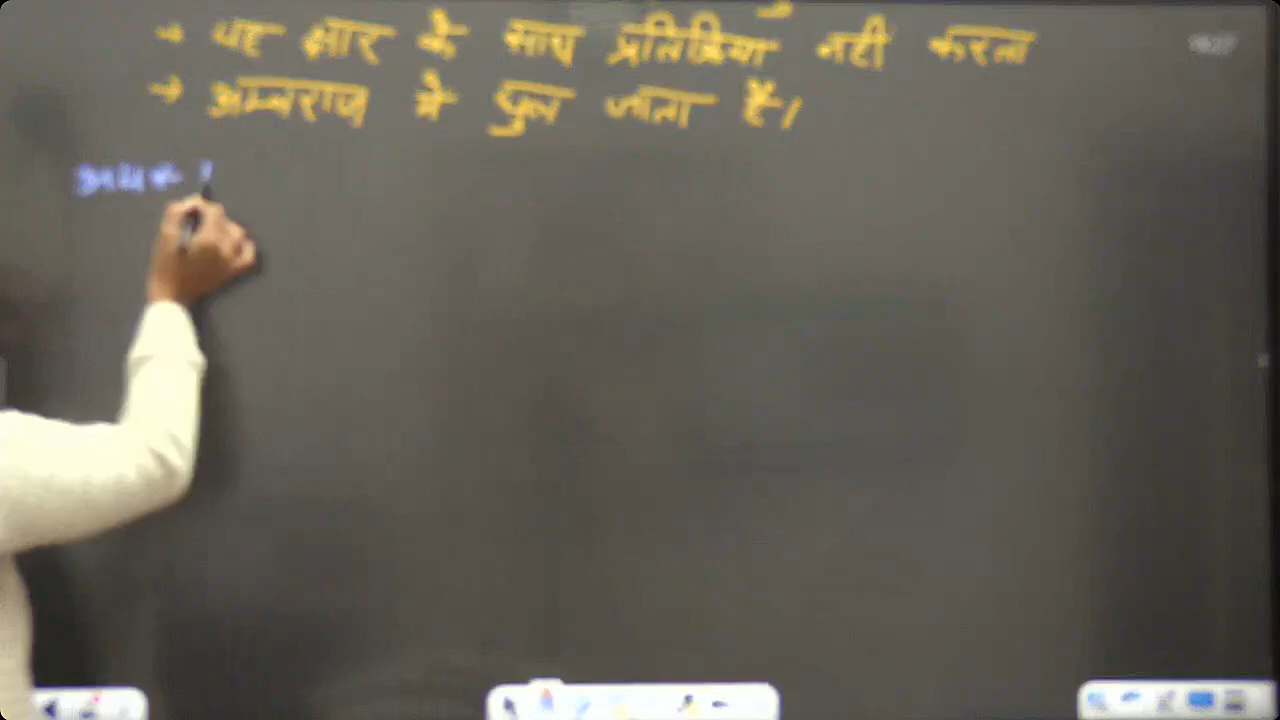 → यह क्षार के साथ प्रतिक्रिया नही करता
→ अम्लराज मे घुल जाता है।